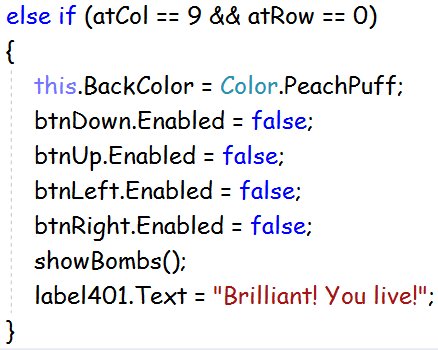 else if (atCol == 9 && atRow == 0)
{
this.BackColor = Color.PeachPuff;
btnDown.Enabled = false;
btnUp.Enabled = false;
btnLeft.Enabled = false;
btnRight.Enabled = false;
showBombs();
label401.Text = "Brilliant! You live!";
}